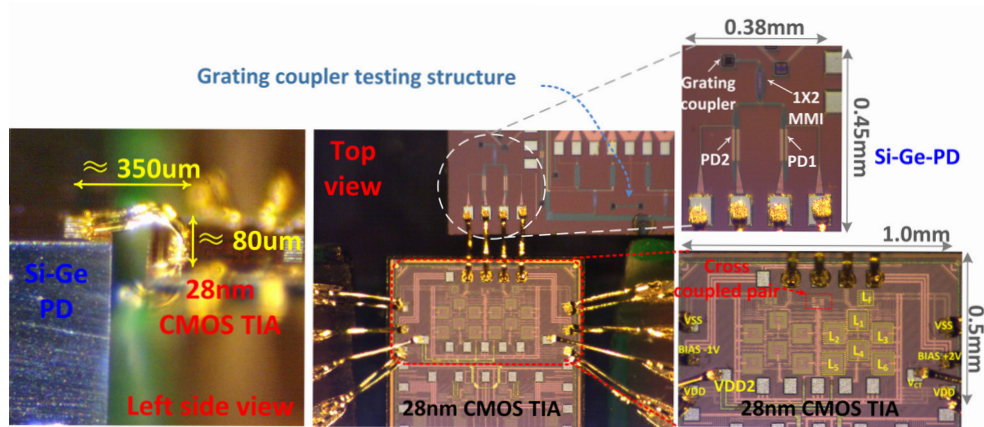 0.38mm
Grating coupler testing structure
Grating
coupler
1X2
MMI
PD2
PD1
0.45mm
Si-Ge-PD
≈ 350um
≈ 80um
Si-Ge
PD
28nm
CMOS TIA
Left side view
Top
view
28nm CMOS TIA
1.0mm
0.5mm
Cross
coupled pair
Lf
L1
L2
L3
L4
L5
L6
VSS
VSS
BIAS -1V
BIAS +2V
VDD
VDD2
VCT
VDD
28nm CMOS TIA